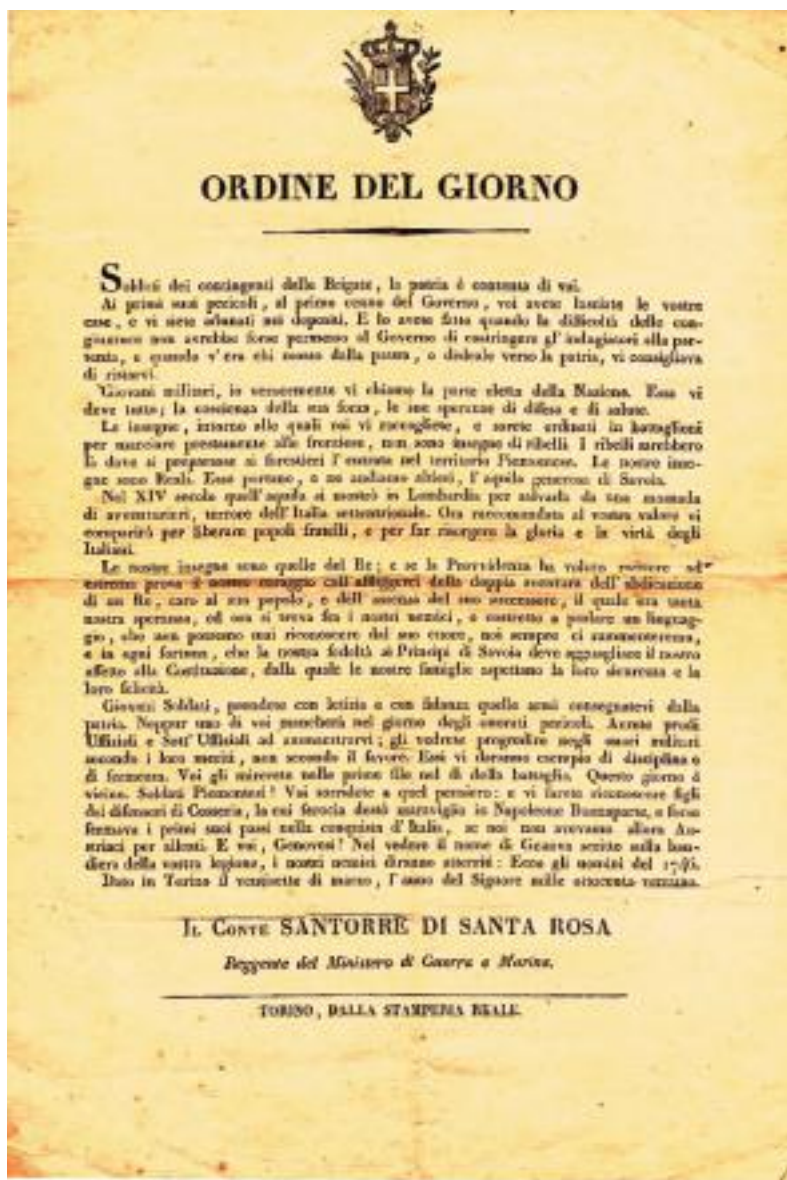 ORDINE DEL GIORNO
Soldati dei contingenti delle Brigate, la patria è contenta di voi.
Ai primi suoi pericoli, al primo cenno del Governo, voi avete lasciate le vostre
case, e vi siete adunati nei depositi. E lo avete fatto quando la difficoltà delle con-
giunture non avrebbe forse permesso al Governo di costringere gl' indugiatori alla par-
tenza, e quando v'era chi mosso dalla paura, o disleale verso la patria, vi consigliava
di ristarvi.
Giovani militari, io vi chiamo la parte eletta della Nazione. Essa vi
deve tutto; la coscienza della sua forza, le sue speranze di difesa e di salute.
Le insegne, intorno alle quali voi vi raccogliete, e sarete ordinati in battaglioni
per marciare prestamente alle frontiere, non sono insegne di ribelli. I ribelli sarebbero
là dove si preparasse ai forestieri l'entrata nel territorio Piemontese. Le nostre inse-
gne sono Reali. Esse portano, e ne andiamo altieri, l'aquila generosa di Savoia.
Nel XIV secolo quell'aquila si mostrò in Lombardia per salvarla da una masnada
di avventurieri, terrore dell'Italia settentrionale. Ora raccomandata al vostro valore vi
comparirà per liberare popoli fratelli, e per far risorgere la gloria e la virtù degli
Italiani.
Le nostre insegne sono quelle del Re; e se la Provvidenza ha voluto mettere ad
estrema prova il nostro coraggio coll'affliggerci della doppia sventura dell'abdicazione
di un Re, caro al suo popolo, e dell'assenza del suo successore, il quale era tanta
nostra speranza, ed ora si trova fra i nostri nemici, e costretto a parlare un linguag-
gio, che non possiamo mai riconoscere dal suo cuore, noi sempre ci rammenteremo,
e in ogni fortuna, che la nostra fedeltà ai Principi di Savoia deve agguagliare il nostro
affetto alla Costituzione, dalla quale le nostre famiglie aspettano la loro sicurezza e la
loro felicità.
Giovani Soldati, prendete con letizia e con fidanza quelle armi consegnatevi dalla
patria. Neppur uno di voi mancherà nel giorno degli onorati pericoli. Avrete prodi
Uffiziali e Sott' Uffiziali ad ammaestrarvi; gli vedrete progredire negli onori militari
secondo i loro meriti, non secondo il favore. Essi vi daranno esempio di disciplina e
di fermezza. Voi gli mirerete nelle prime file nel dì della battaglia. Questo giorno è
vicino. Soldati Piemontesi! Voi sorridete a quel pensiero: e vi farete riconoscere figli
dei difensori di Cosseria, la cui ferocia destò maraviglia in Napoleone Buonaparte, e forse
fermava i primi suoi passi nella conquista d'Italia, se noi non avevamo allora Au-
striaci per alleati. E voi, Genovesi! Nel vedere il nome di Genova scritto sulla ban-
diera della vostra legione, i nostri nemici diranno atterriti: Ecco gli uomini del 1746.
Dato in Torino il ventisette di marzo, l'anno del Signore mille ottocento ventuno.
IL CONTE SANTORRE DI SANTA ROSA
Reggente del Ministero di Guerra e Marina.
TORINO, DALLA STAMPERIA REALE.